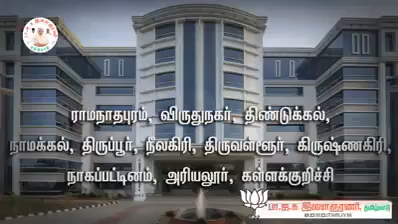 ராமநாதபுரம், விருதுநகர், திண்டுக்கல்,
நாமக்கல், திருப்பூர், நீலகிரி, திருவள்ளூர், கிருஷ்ணகிரி,
நாகப்பட்டினம், அரியலூர், கள்ளக்குறிச்சி
பா.ஜ.க இளைஞரணி, தமிழ்நாடு